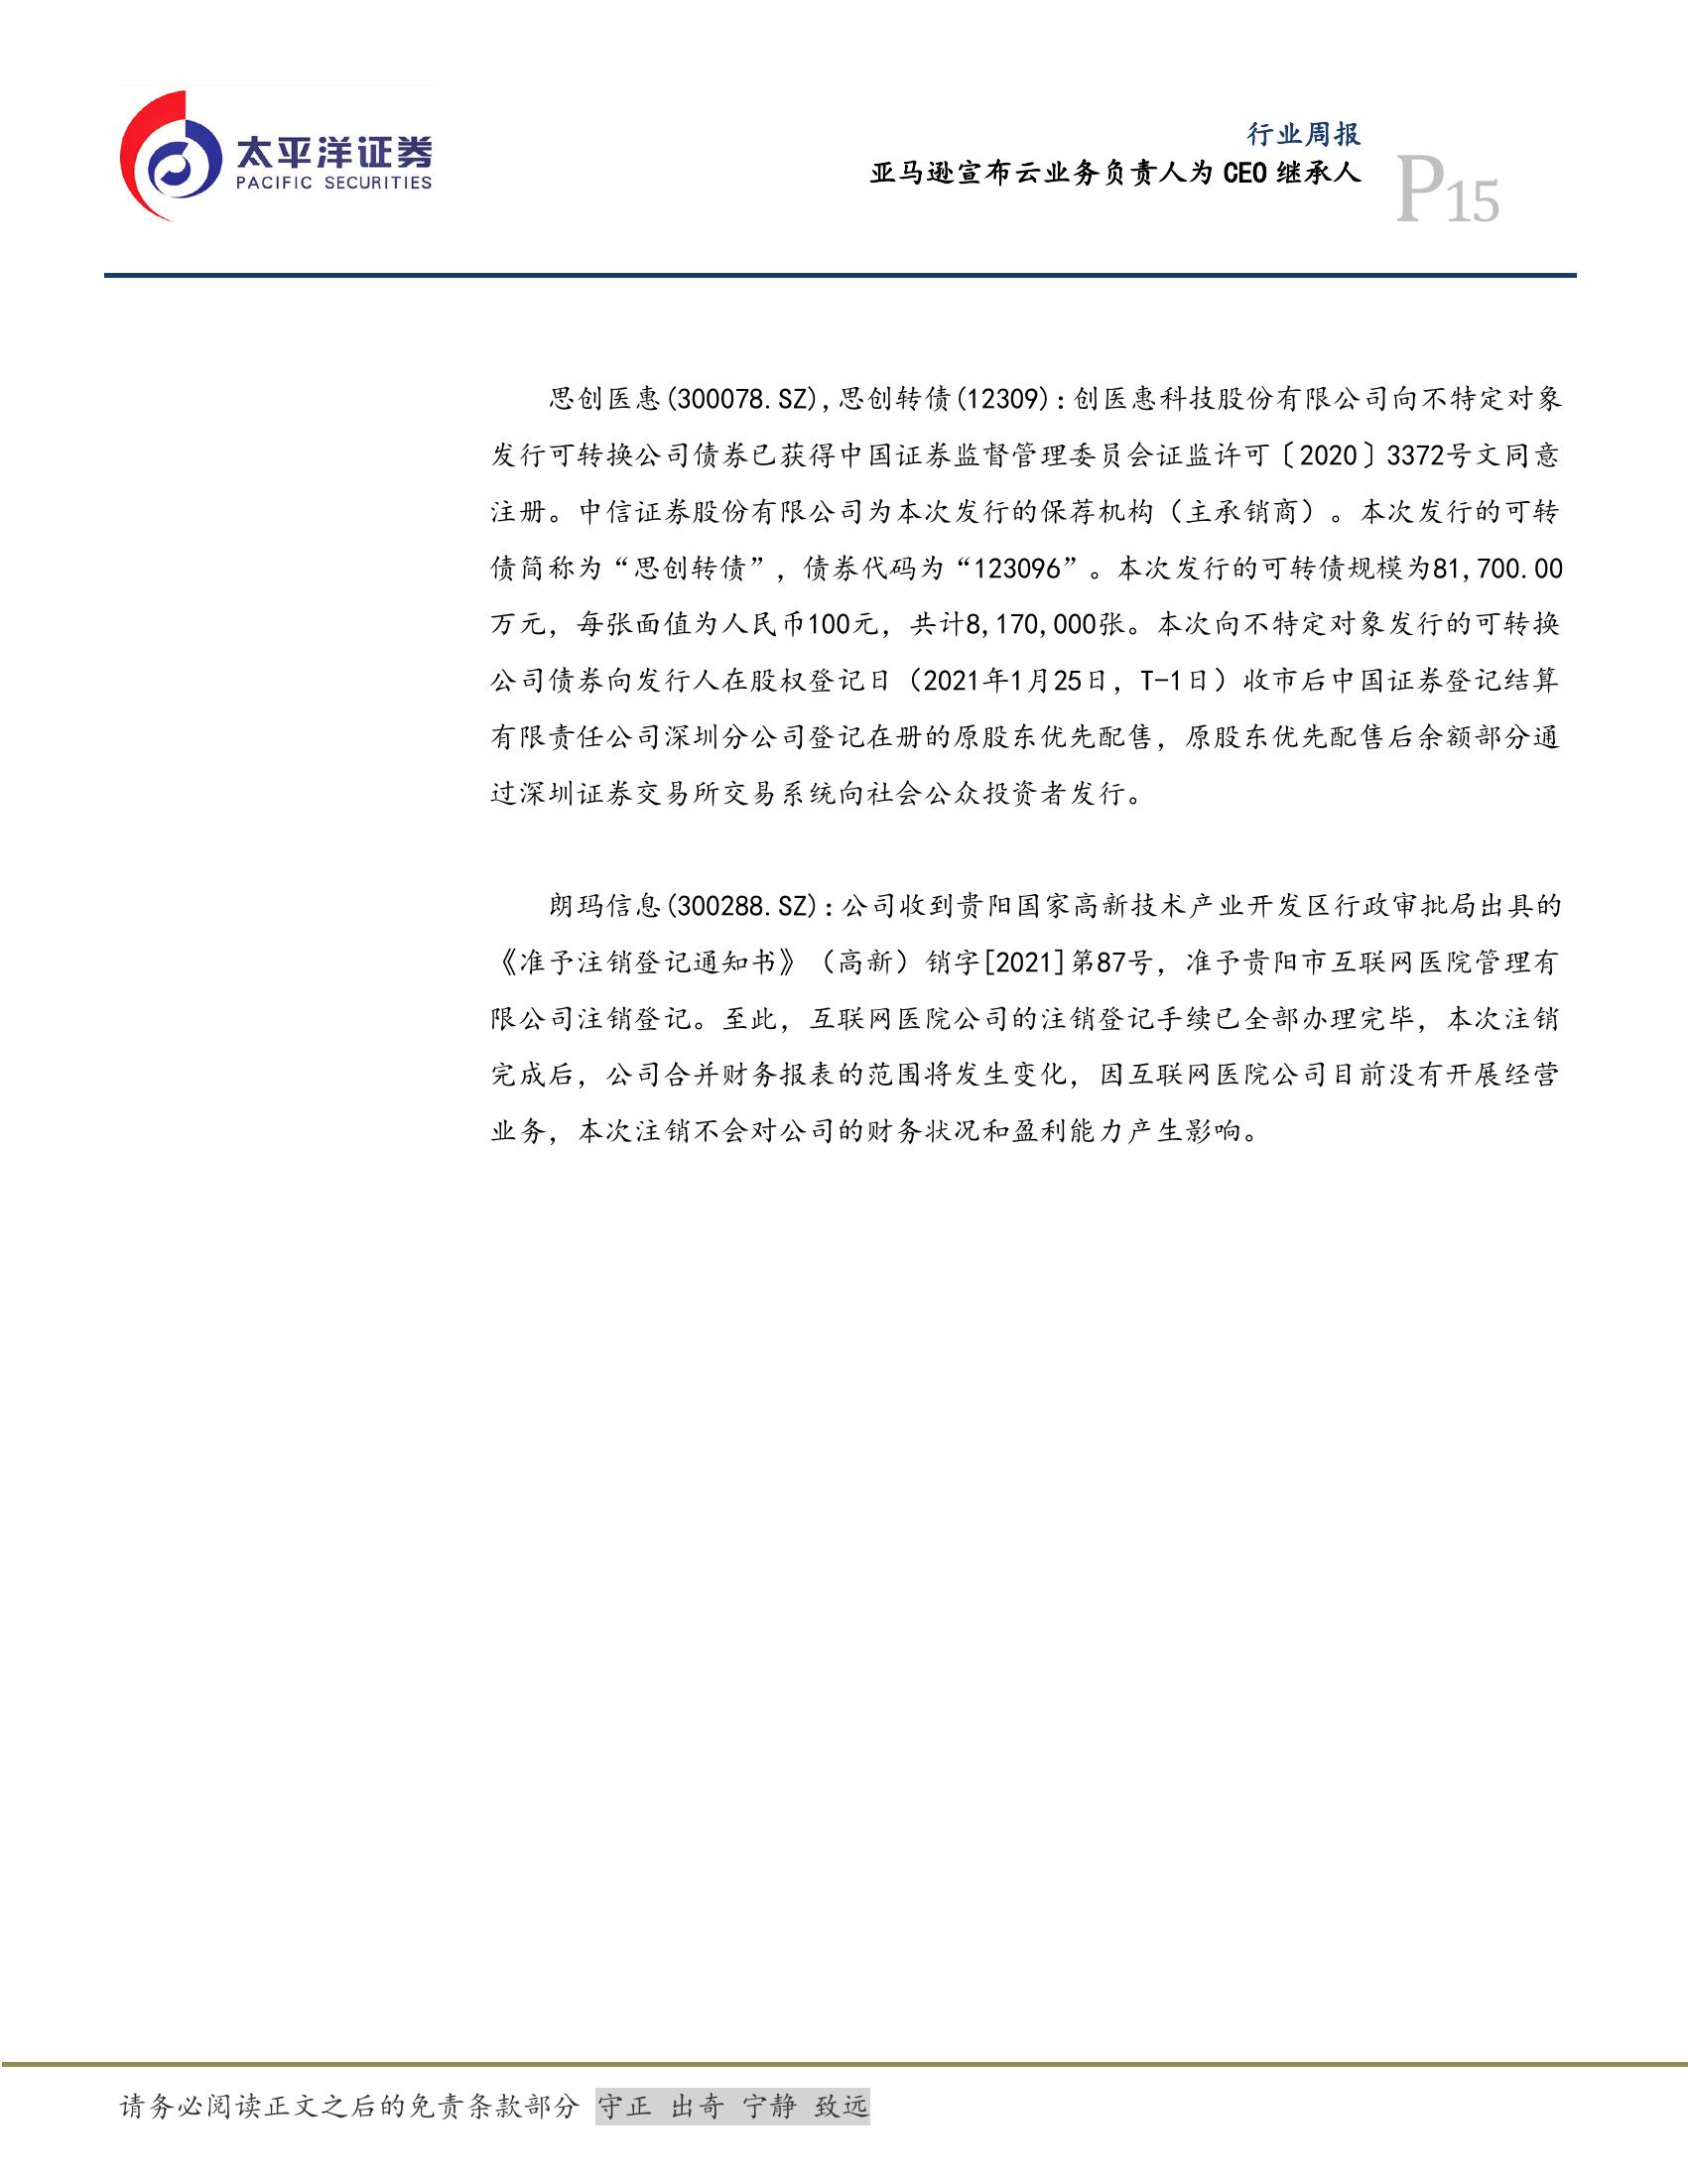 太平洋证券
PACIFIC SECURITIES
行业周报
亚马逊宣布云业务负责人为 CEO 继承人
P15
思创医惠(300078.SZ),思创转债(12309):创医惠科技股份有限公司向不特定对象
发行可转换公司债券已获得中国证券监督管理委员会证监许可〔2020〕3372号文同意
注册。中信证券股份有限公司为本次发行的保荐机构（主承销商）。本次发行的可转
债简称为“思创转债”，债券代码为“123096”。本次发行的可转债规模为81,700.00
万元，每张面值为人民币100元，共计8,170,000张。本次向不特定对象发行的可转换
公司债券向发行人在股权登记日（2021年1月25日，T-1日）收市后中国证券登记结算
有限责任公司深圳分公司登记在册的原股东优先配售，原股东优先配售后余额部分通
过深圳证券交易所交易系统向社会公众投资者发行。
朗玛信息(300288.SZ):公司收到贵阳国家高新技术产业开发区行政审批局出具的
《准予注销登记通知书》（高新）销字[2021]第87号，准予贵阳市互联网医院管理有
限公司注销登记。至此，互联网医院公司的注销登记手续已全部办理完毕，本次注销
完成后，公司合并财务报表的范围将发生变化，因互联网医院公司目前没有开展经营
业务，本次注销不会对公司的财务状况和盈利能力产生影响。
请务必阅读正文之后的免责条款部分 守正 出奇 宁静 致远